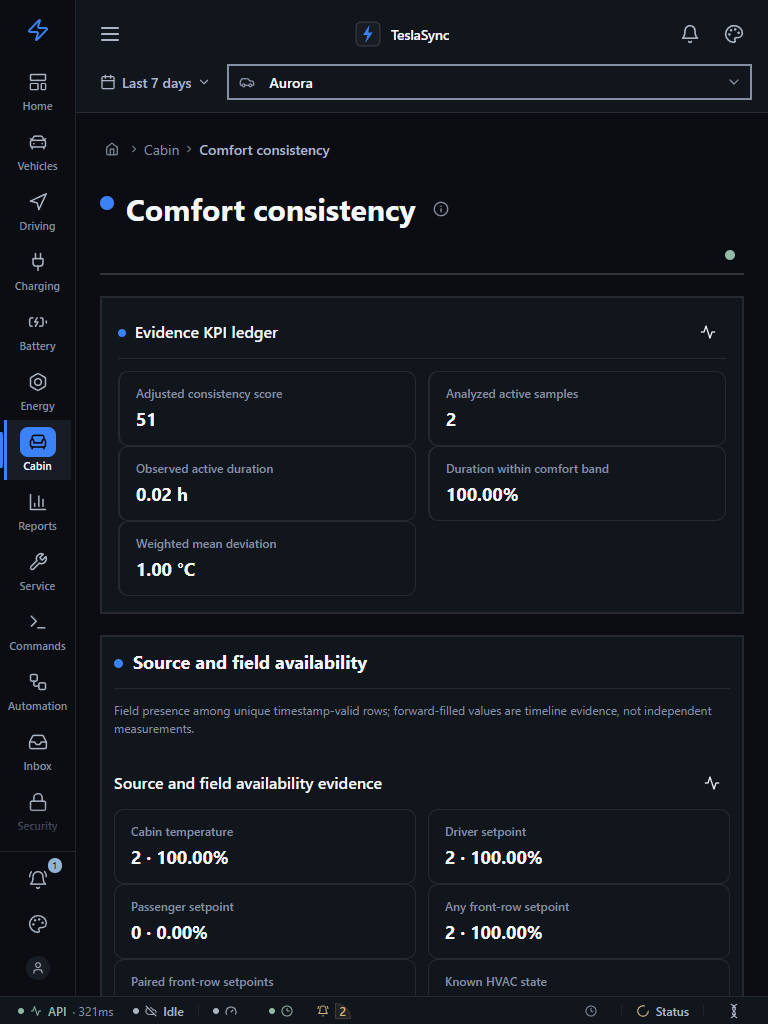 TeslaSync
Last 7 days
Aurora
Home
Vehicles
Driving
Charging
Battery
Energy
Cabin
Reports
Service
Commands
Automation
Inbox
Security
1
Cabin
Comfort consistency
Comfort consistency
Evidence KPI ledger
Adjusted consistency score
51
Analyzed active samples
2
Observed active duration
0.02 h
Duration within comfort band
100.00%
Weighted mean deviation
1.00 °C
Source and field availability
Field presence among unique timestamp-valid rows; forward-filled values are timeline evidence, not independent
measurements.
Source and field availability evidence
Cabin temperature
2 · 100.00%
Driver setpoint
2 · 100.00%
Passenger setpoint
0 · 0.00%
Any front-row setpoint
2 · 100.00%
Paired front-row setpoints
Known HVAC state
API · 321ms
Idle
2
Status